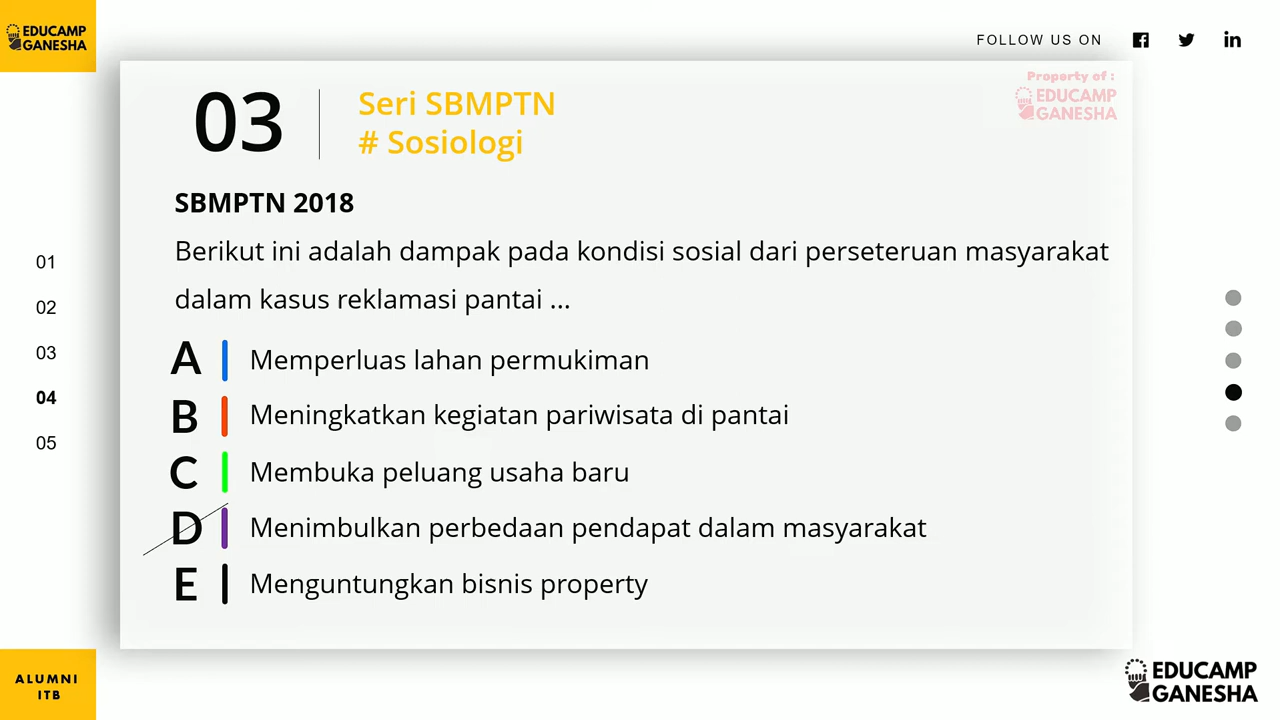 EDUCAMP
GANESHA
FOLLOW US ON
Property of :
EDUCAMP
GANESHA
03
Seri SBMPTN
# Sosiologi
SBMPTN 2018
Berikut ini adalah dampak pada kondisi sosial dari perseteruan masyarakat
dalam kasus reklamasi pantai ...
A Memperluas lahan permukiman
B Meningkatkan kegiatan pariwisata di pantai
C Membuka peluang usaha baru
D Menimbulkan perbedaan pendapat dalam masyarakat
E Menguntungkan bisnis property
01
02
03
04
05
ALUMNI
ITB
EDUCAMP
GANESHA